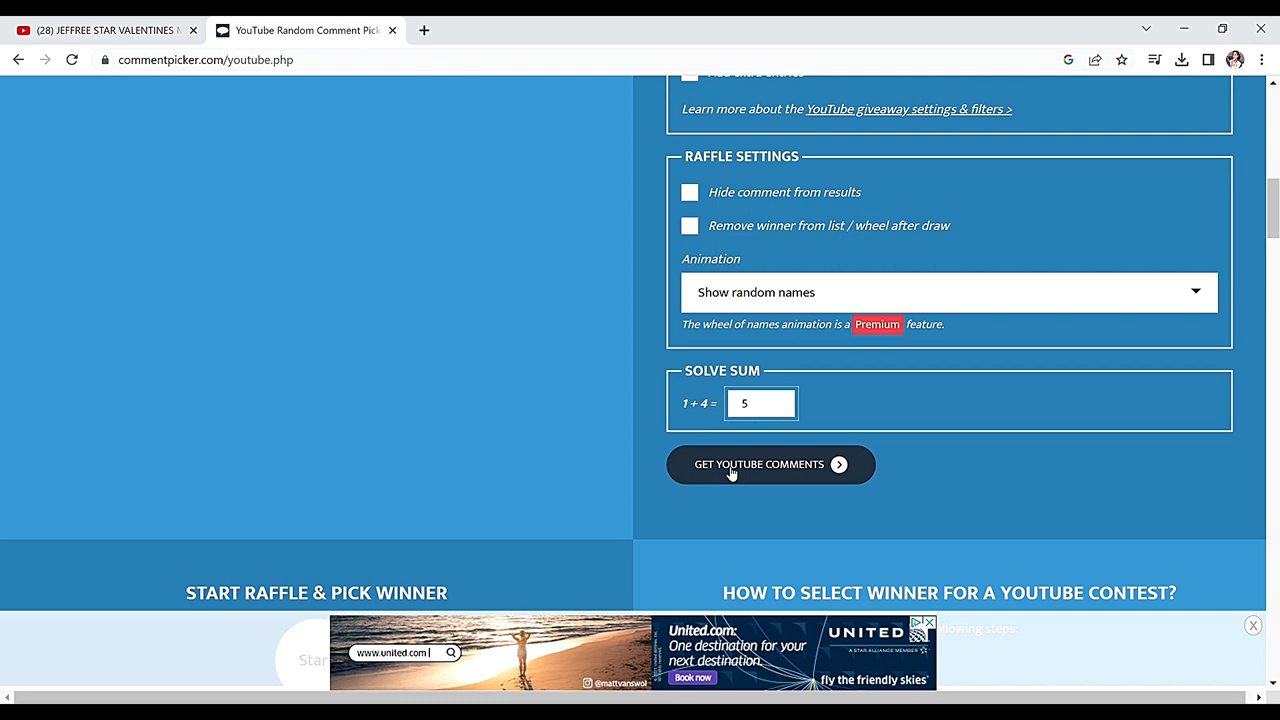 (28) JEFFREE STAR VALENTINES
YouTube Random Comment Pick
commentpicker.com/youtube.php
Learn more about the YouTube giveaway settings & filters >
RAFFLE SETTINGS
Hide comment from results
Remove winner from list / wheel after draw
Animation
Show random names
The wheel of names animation is a Premium feature.
SOLVE SUM
1 + 4 = 5
GET YOUTUBE COMMENTS
START RAFFLE & PICK WINNER
HOW TO SELECT WINNER FOR A YOUTUBE CONTEST?
following steps:
Star
www.united.com
@mattvanswol
United.com:
One destination for your
next destination.
Book now
UNITED
A STAR ALLIANCE MEMBER
fly the friendly skies